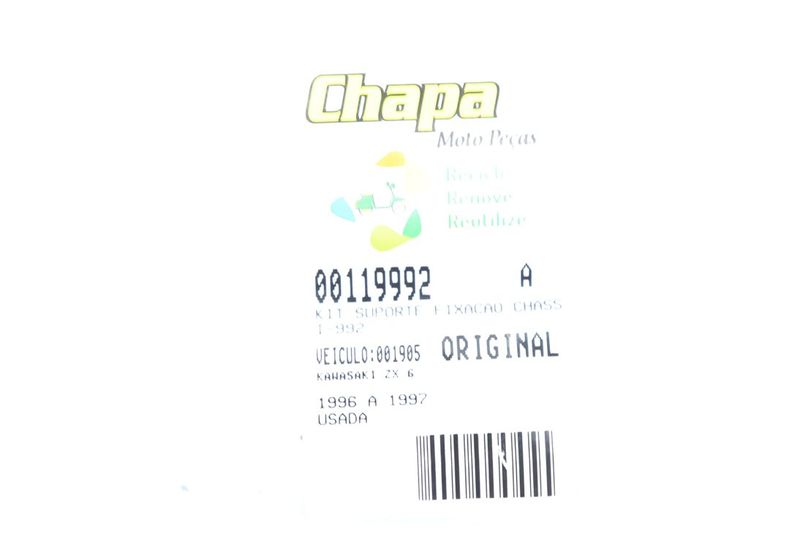 Chapa
Moto Peças
Recicle
Renove
Reutilize
00119992 A
KIT SUPORTE FIXACAO CHASS
I-992
VEICULO:001905 ORIGINAL
KAWASAKI ZX 6
1996 A 1997
USADA